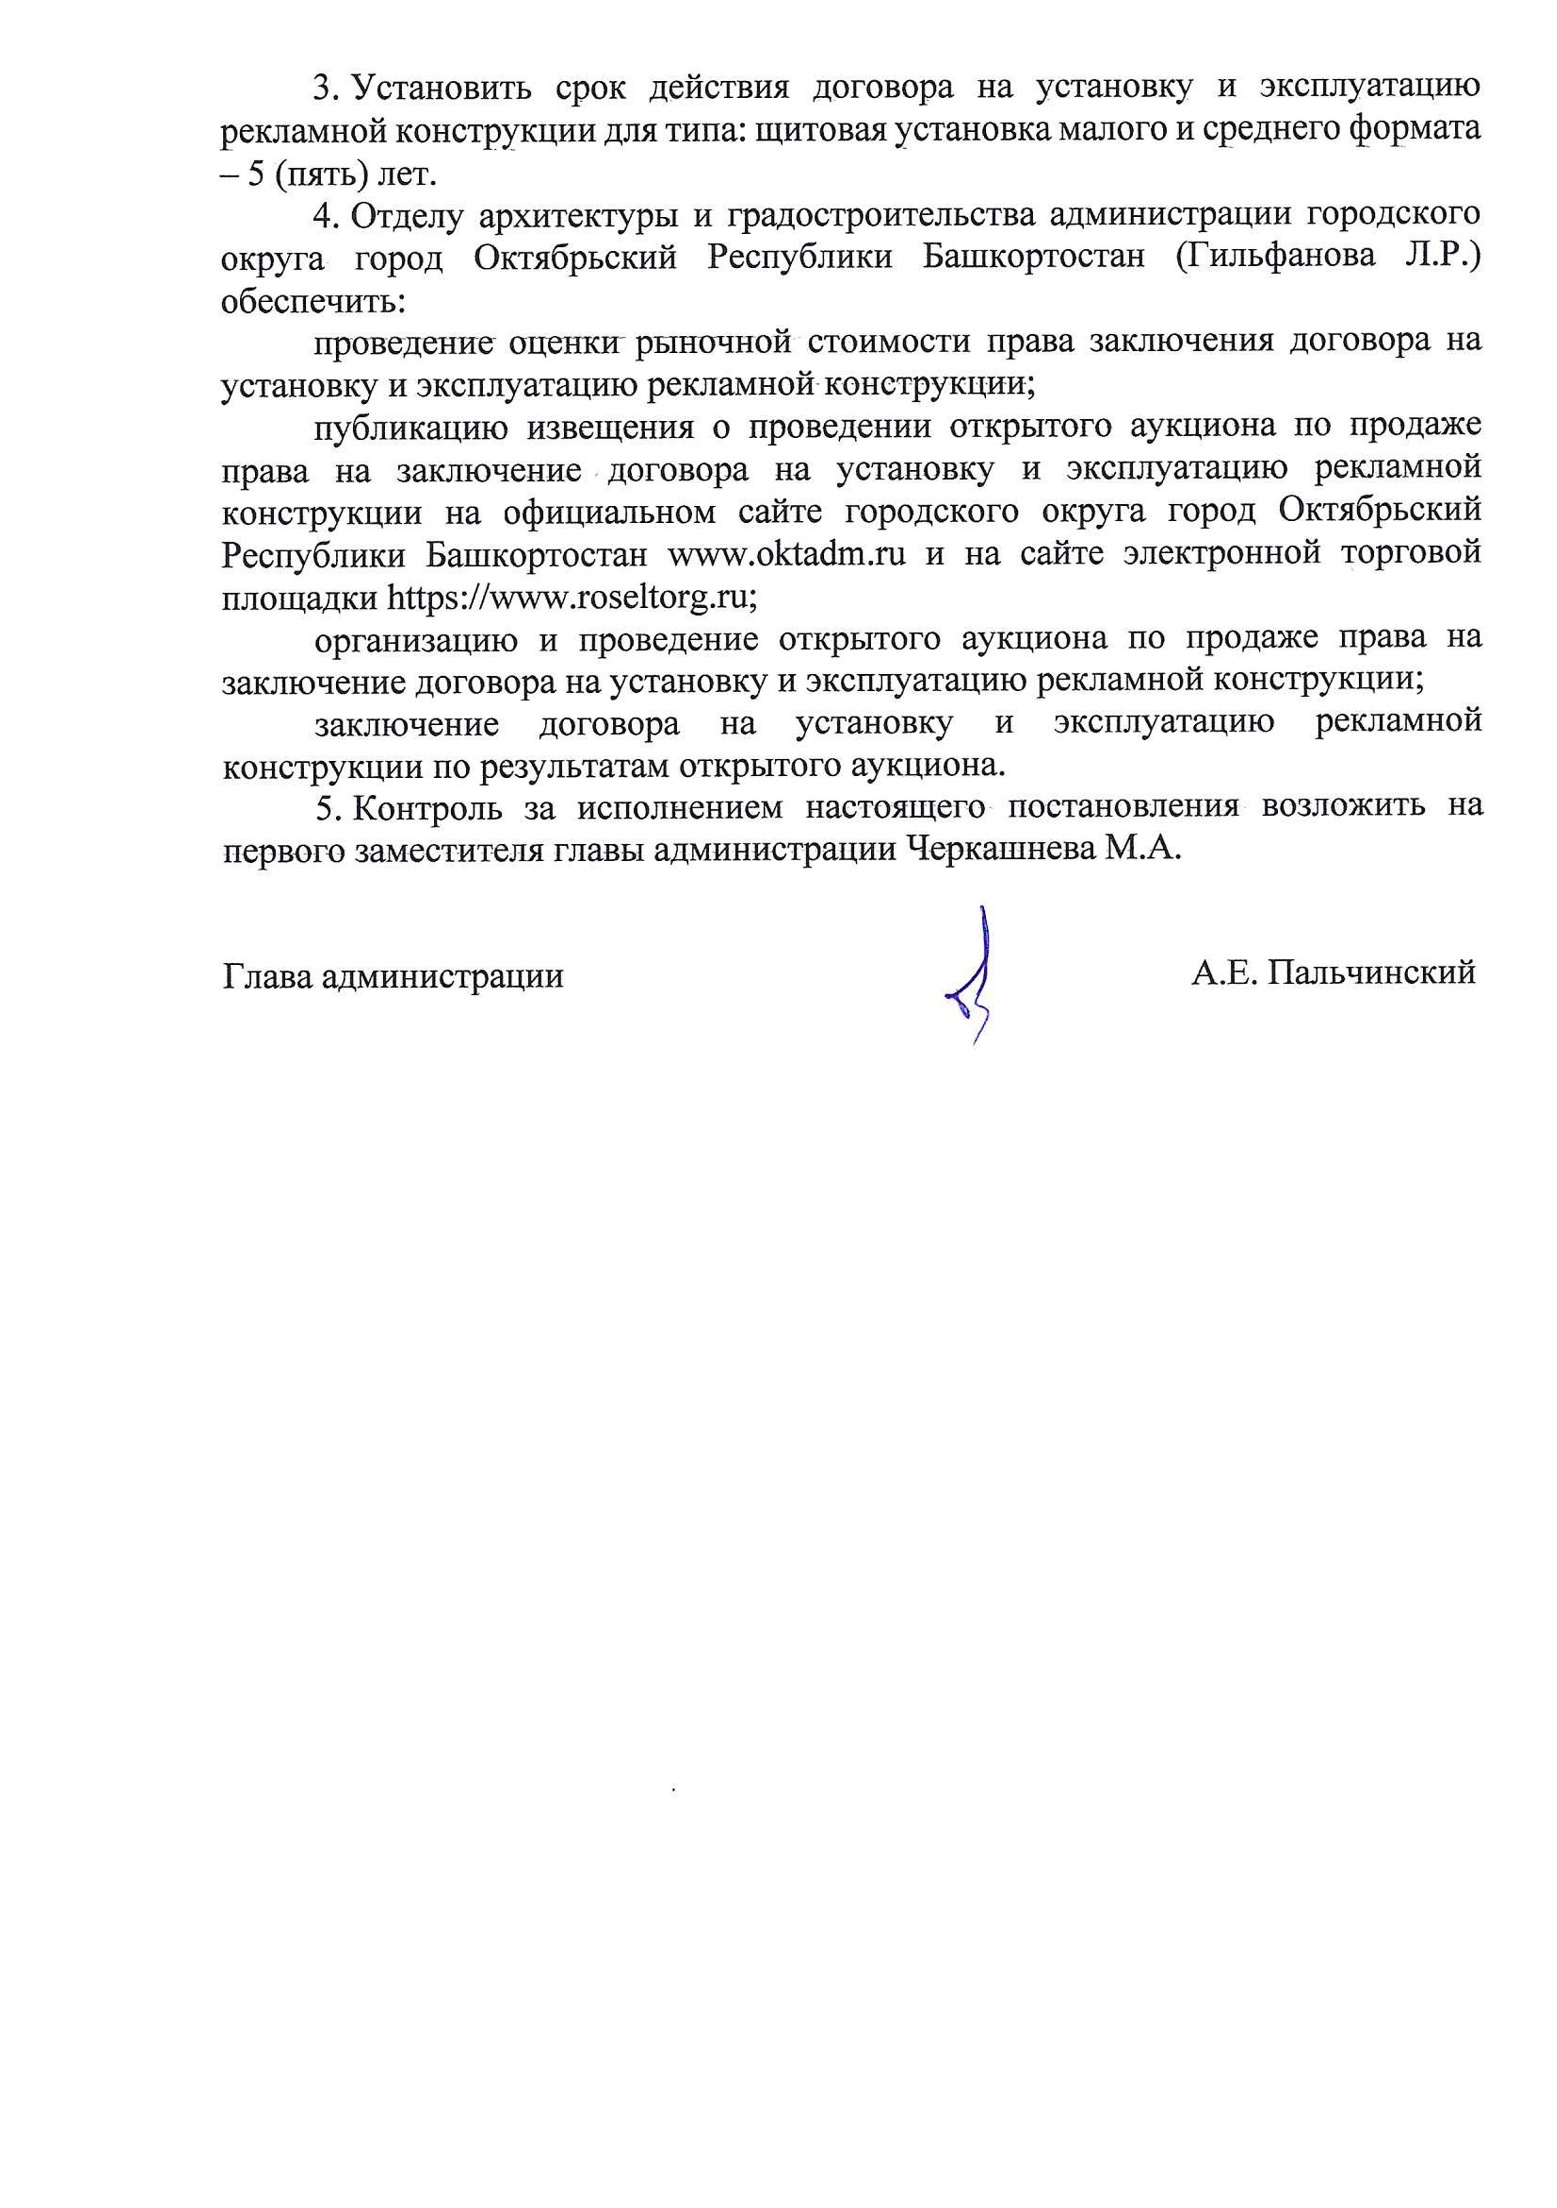 3. Установить срок действия договора на установку и эксплуатацию
рекламной конструкции для типа: щитовая установка малого и среднего формата
– 5 (пять) лет.
4. Отделу архитектуры и градостроительства администрации городского
округа город Октябрьский Республики Башкортостан (Гильфанова Л.Р.)
обеспечить:
проведение оценки рыночной стоимости права заключения договора на
установку и эксплуатацию рекламной конструкции;
публикацию извещения о проведении открытого аукциона по продаже
права на заключение договора на установку и эксплуатацию рекламной
конструкции на официальном сайте городского округа город Октябрьский
Республики Башкортостан www.oktadm.ru и на сайте электронной торговой
площадки https://www.roseltorg.ru;
организацию и проведение открытого аукциона по продаже права на
заключение договора на установку и эксплуатацию рекламной конструкции;
заключение договора на установку и эксплуатацию рекламной
конструкции по результатам открытого аукциона.
5. Контроль за исполнением настоящего постановления возложить на
первого заместителя главы администрации Черкашнева М.А.
Глава администрации А.Е. Пальчинский